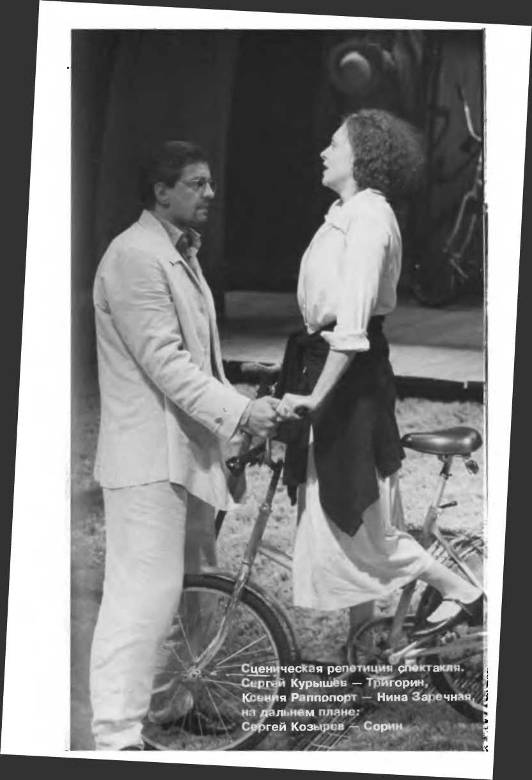 Сценическая репетиция спектакля.
Сергей Курышев — Тригорин,
Ксения Раппопорт — Нина Заречная,
на дальнем плане:
Сергей Козырев — Сорин